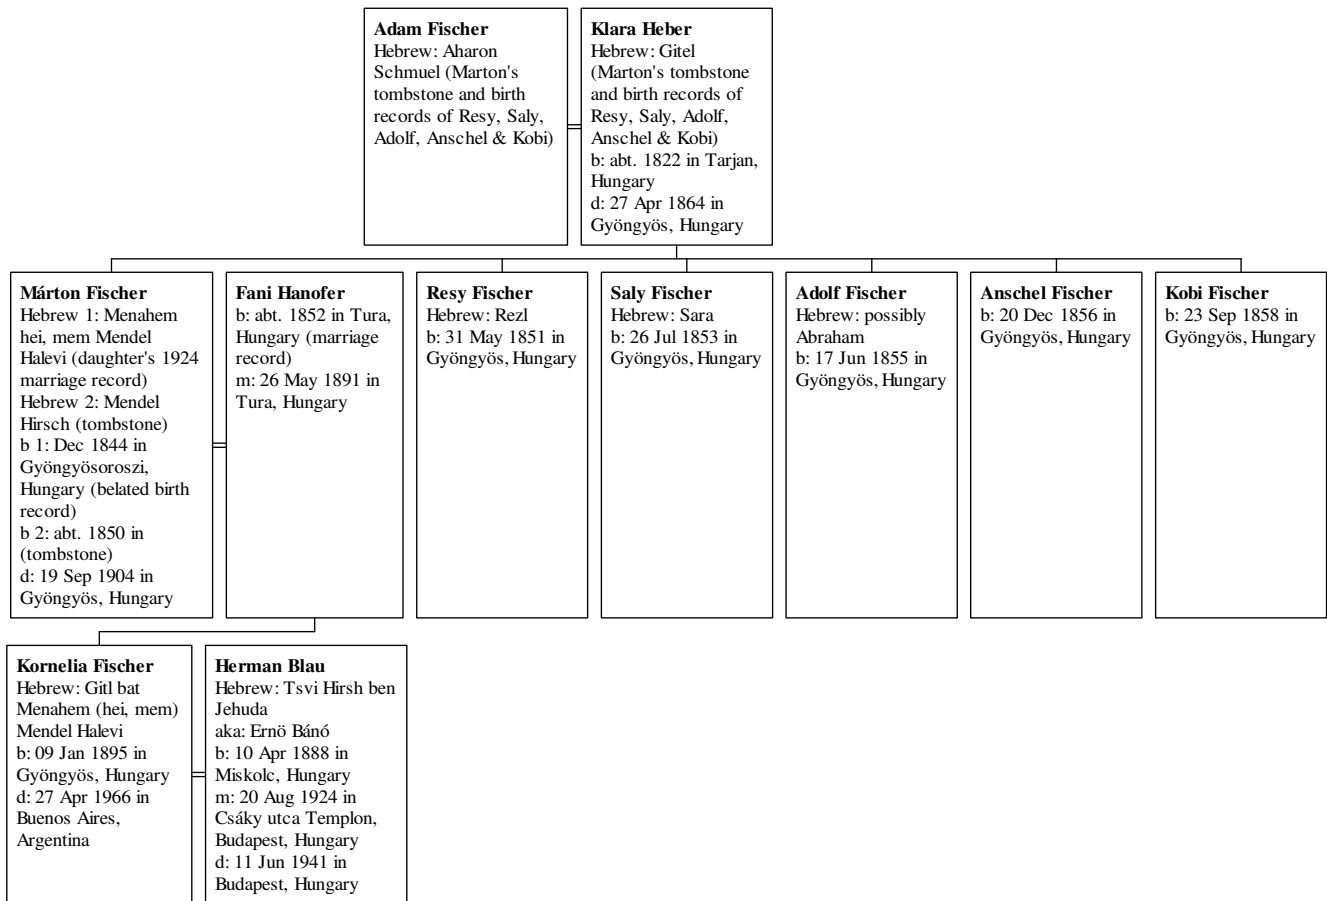 Adam Fischer
Hebrew: Aharon
Schmuel (Marton's
tombstone and birth
records of Resy, Saly,
Adolf, Anschel & Kobi)
Klara Heber
Hebrew: Gitel
(Marton's tombstone
and birth records of
Resy, Saly, Adolf,
Anschel & Kobi)
b: abt. 1822 in Tarjan,
Hungary
d: 27 Apr 1864 in
Gyöngyös, Hungary
Márton Fischer
Hebrew 1: Menahem
hei, mem Mendel
Halevi (daughter's 1924
marriage record)
Hebrew 2: Mendel
Hirsch (tombstone)
b 1: Dec 1844 in
Gyöngyösoroszi,
Hungary (belated birth
record)
b 2: abt. 1850 in
(tombstone)
d: 19 Sep 1904 in
Gyöngyös, Hungary
Fani Hanofer
b: abt. 1852 in Tura,
Hungary (marriage
record)
m: 26 May 1891 in
Tura, Hungary
Resy Fischer
Hebrew: Rezl
b: 31 May 1851 in
Gyöngyös, Hungary
Saly Fischer
Hebrew: Sara
b: 26 Jul 1853 in
Gyöngyös, Hungary
Adolf Fischer
Hebrew: possibly
Abraham
b: 17 Jun 1855 in
Gyöngyös, Hungary
Anschel Fischer
b: 20 Dec 1856 in
Gyöngyös, Hungary
Kobi Fischer
b: 23 Sep 1858 in
Gyöngyös, Hungary
Kornelia Fischer
Hebrew: Gitl bat
Menahem (hei, mem)
Mendel Halevi
b: 09 Jan 1895 in
Gyöngyös, Hungary
d: 27 Apr 1966 in
Buenos Aires,
Argentina
Herman Blau
Hebrew: Tsvi Hirsh ben
Jehuda
aka: Ernö Bánó
b: 10 Apr 1888 in
Miskolc, Hungary
m: 20 Aug 1924 in
Csáky utca Templon,
Budapest, Hungary
d: 11 Jun 1941 in
Budapest, Hungary